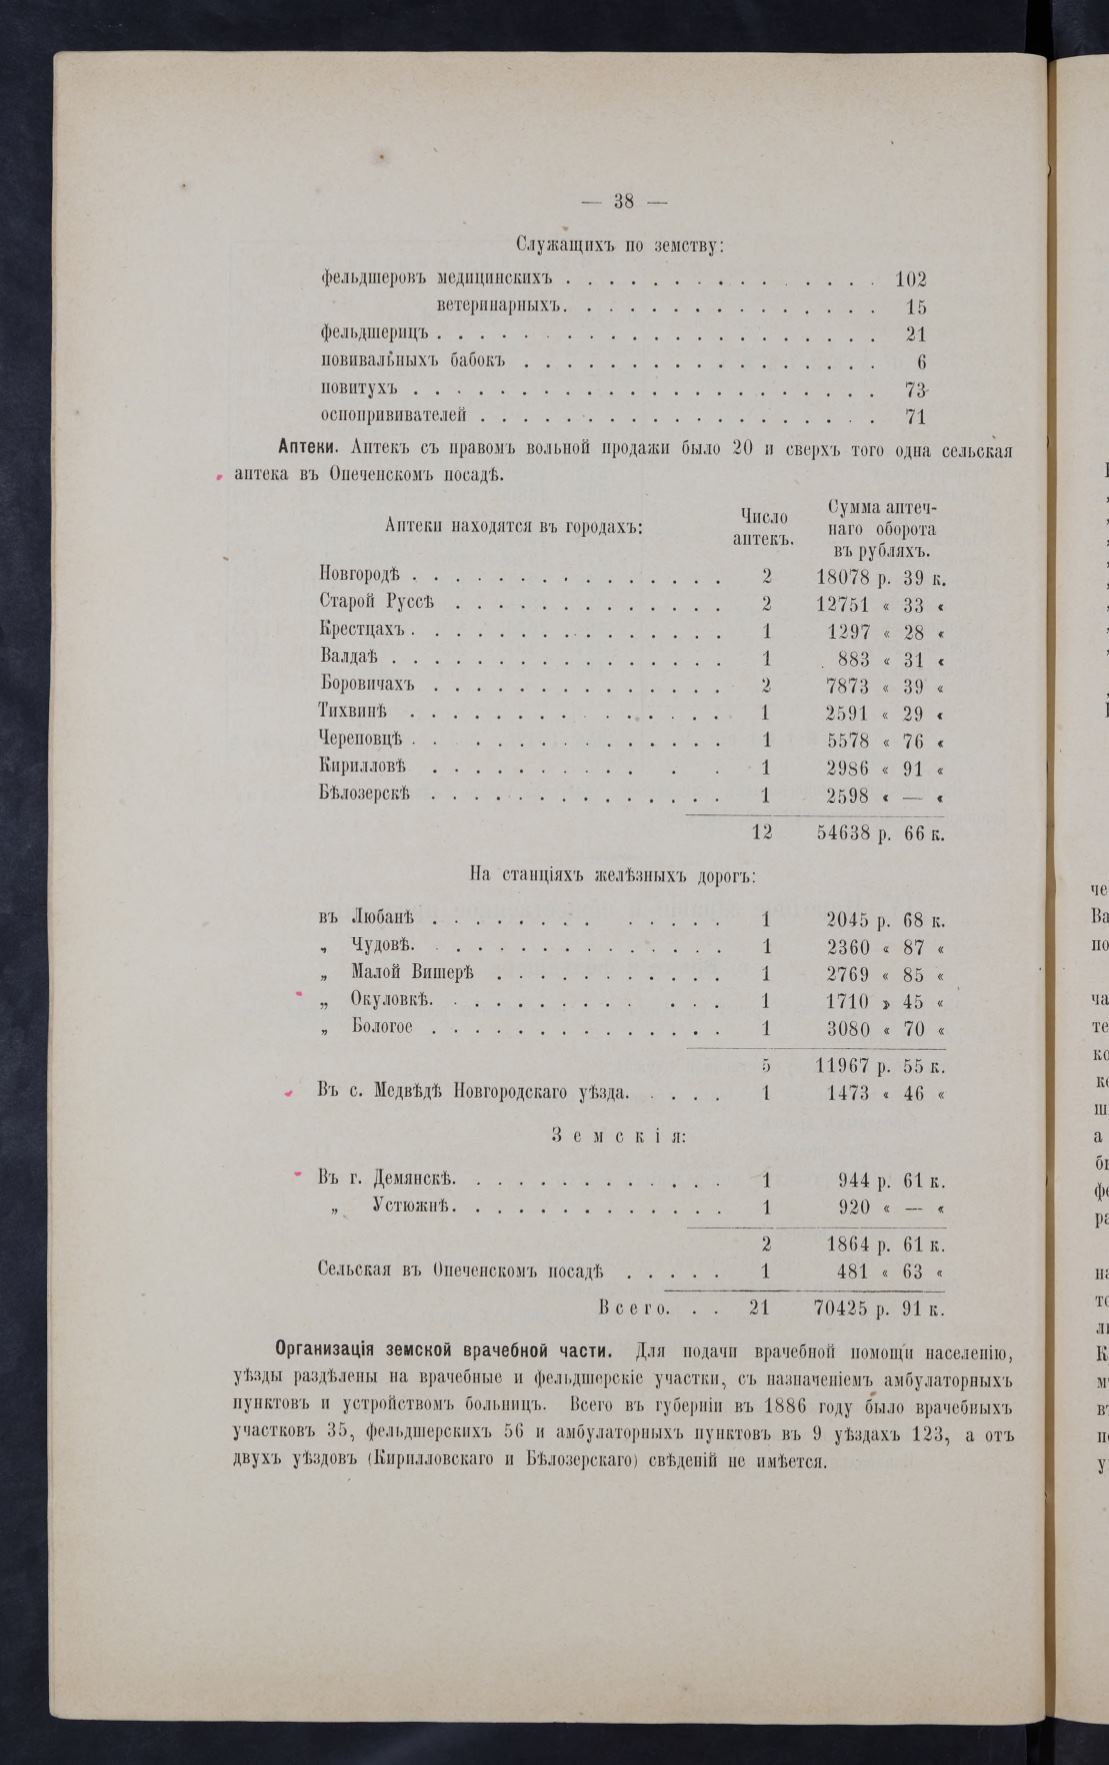 — 38 —
Служащихъ по земству:
фельдшеровъ медицинскихъ . . . . . . . . . . . . . . . 102
ветеринарныхъ. . . . . . . . . . . . . . . 15
фельдшерицъ . . . . . . . . . . . . . . . . . . . . 21
повивальныхъ бабокъ . . . . . . . . . . . . . . . . 6
повитухъ . . . . . . . . . . . . . . . . . . . . . 73
оспопрививателей . . . . . . . . . . . . . . . . . . 71
Аптеки. Аптекъ съ правомъ вольной продажи было 20 и сверхъ того одна сельская
аптека въ Опеченскомъ посадѣ.
Аптеки находятся въ городахъ: Число аптекъ. Сумма аптеч-
наго оборота
въ рубляхъ.
Новгородѣ . . . . . . . . . . . . . . . 2 18078 р. 39 к.
Старой Руссѣ . . . . . . . . . . . . . 2 12751 « 33 «
Крестцахъ . . . . . . . . . . . . . . . 1 1297 « 28 «
Валдаѣ . . . . . . . . . . . . . . . . 1 883 « 31 «
Боровичахъ . . . . . . . . . . . . . . 2 7873 « 39 «
Тихвинѣ . . . . . . . . . . . . . . . 1 2591 « 29 «
Череповцѣ . . . . . . . . . . . . . . . 1 5578 « 76 «
Кирилловѣ . . . . . . . . . . . . 1 2986 « 91 «
Бѣлозерскѣ . . . . . . . . . . . . . . 1 2598 « — «
12 54638 р. 66 к.
На станціяхъ желѣзныхъ дорогъ:
въ Любанѣ . . . . . . . . . . . . . 1 2045 р. 68 к.
„ Чудовѣ. . . . . . . . . . . . . . . 1 2360 « 87 «
„ Малой Вишерѣ . . . . . . . . . . . 1 2769 « 85 «
„ Окуловкѣ. . . . . . . . . . . . . 1 1710 » 45 «
„ Бологое . . . . . . . . . . . . . . 1 3080 « 70 «
5 11967 р. 55 к.
Въ с. Медвѣдѣ Новгородскаго уѣзда. . . . . 1 1473 « 46 «
Земскія:
Въ г. Демянскѣ. . . . . . . . . . . . . 1 944 р. 61 к.
„ Устюжнѣ. . . . . . . . . . . . . 1 920 « — «
2 1864 р. 61 к.
Сельская въ Опеченскомъ посадѣ . . . . . 1 481 « 63 «
Всего. . . 21 70425 р. 91 к.
Организація земской врачебной части. Для подачи врачебной помощи населенію,
уѣзды раздѣлены на врачебные и фельдшерскіе участки, съ назначеніемъ амбулаторныхъ
пунктовъ и устройствомъ больницъ. Всего въ губерніи въ 1886 году было врачебныхъ
участковъ 35, фельдшерскихъ 56 и амбулаторныхъ пунктовъ въ 9 уѣздахъ 123, а отъ
двухъ уѣздовъ (Кирилловскаго и Бѣлозерскаго) свѣденій не имѣется.